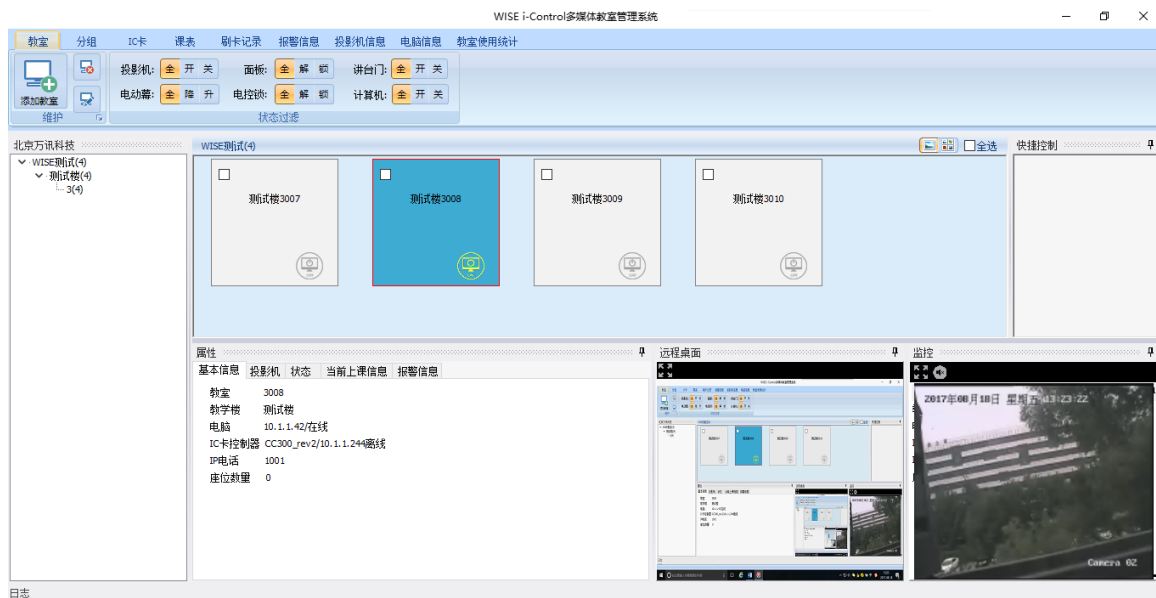 WISE i-Control多媒体教室管理系统
教室 分组 IC卡 课表 刷卡记录 报警信息 投影机信息 电脑信息 教室使用统计
投影机: 全 开 关 面板: 全 解 锁 讲台门: 全 开 关
添加教室 电动幕: 全 降 升 电控锁: 全 解 锁 计算机: 全 开 关
维护 状态过滤
北京万讯科技
WISE测试(4)
测试楼(4)
3(4)
WISE测试(4) 全选
测试楼3007 测试楼3008 测试楼3009 测试楼3010
快捷控制
属性
基本信息 投影机 状态 当前上课信息 报警信息
教室 3008
教学楼 测试楼
电脑 10.1.1.42/在线
IC卡控制器 CC300_rev2/10.1.1.244离线
IP电话 1001
座位数量 0
远程桌面
监控
2017年08月18日 星期五 13:23:22
Camera 02
日志